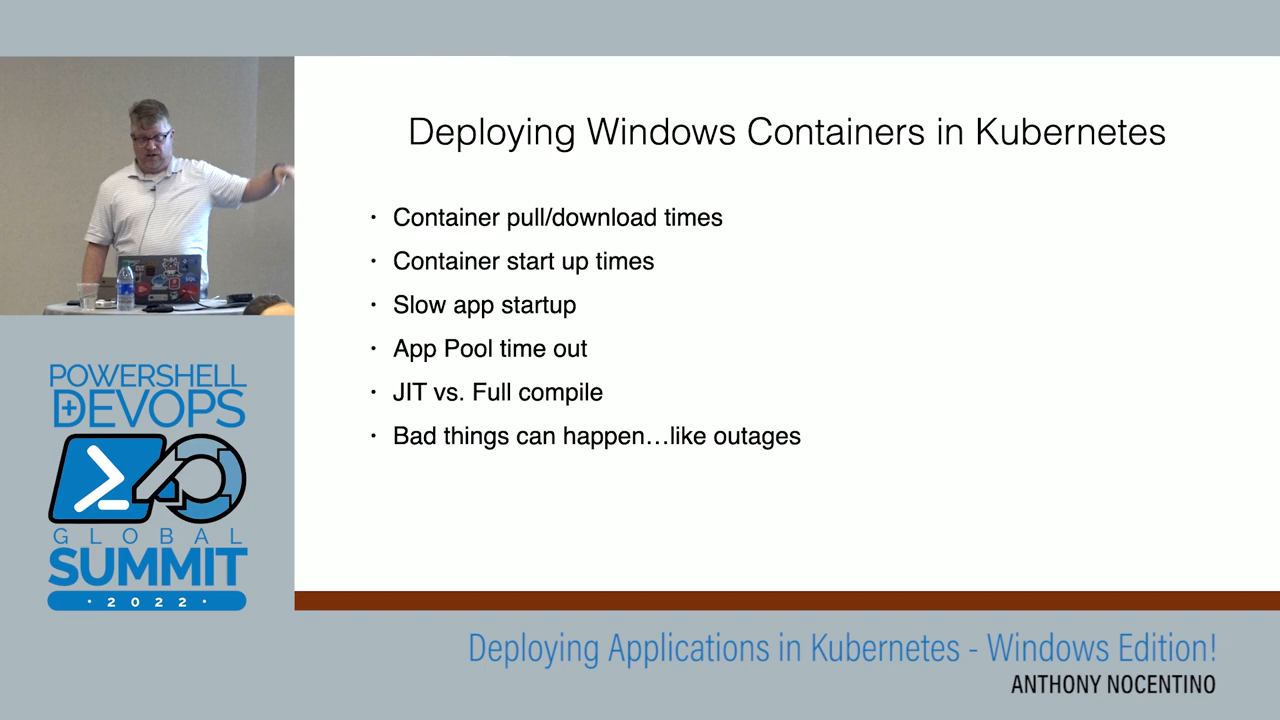 Deploying Windows Containers in Kubernetes
• Container pull/download times
• Container start up times
• Slow app startup
• App Pool time out
• JIT vs. Full compile
• Bad things can happen…like outages
POWERSHELL
+DEVOPS
GLOBAL
SUMMIT
· 2022 ·
Deploying Applications in Kubernetes - Windows Edition!
ANTHONY NOCENTINO